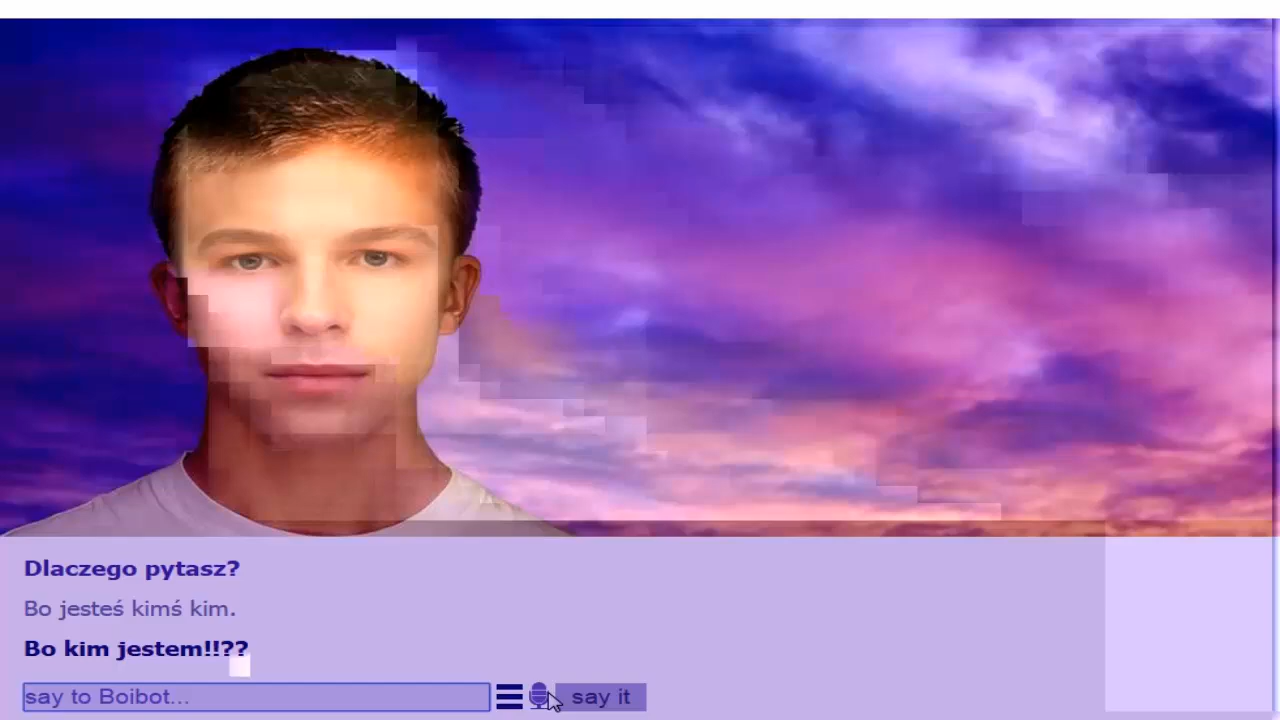 Dlaczego pytasz?
Bo jesteś kimś kim.
Bo kim jestem!!??
say to Boibot... say it